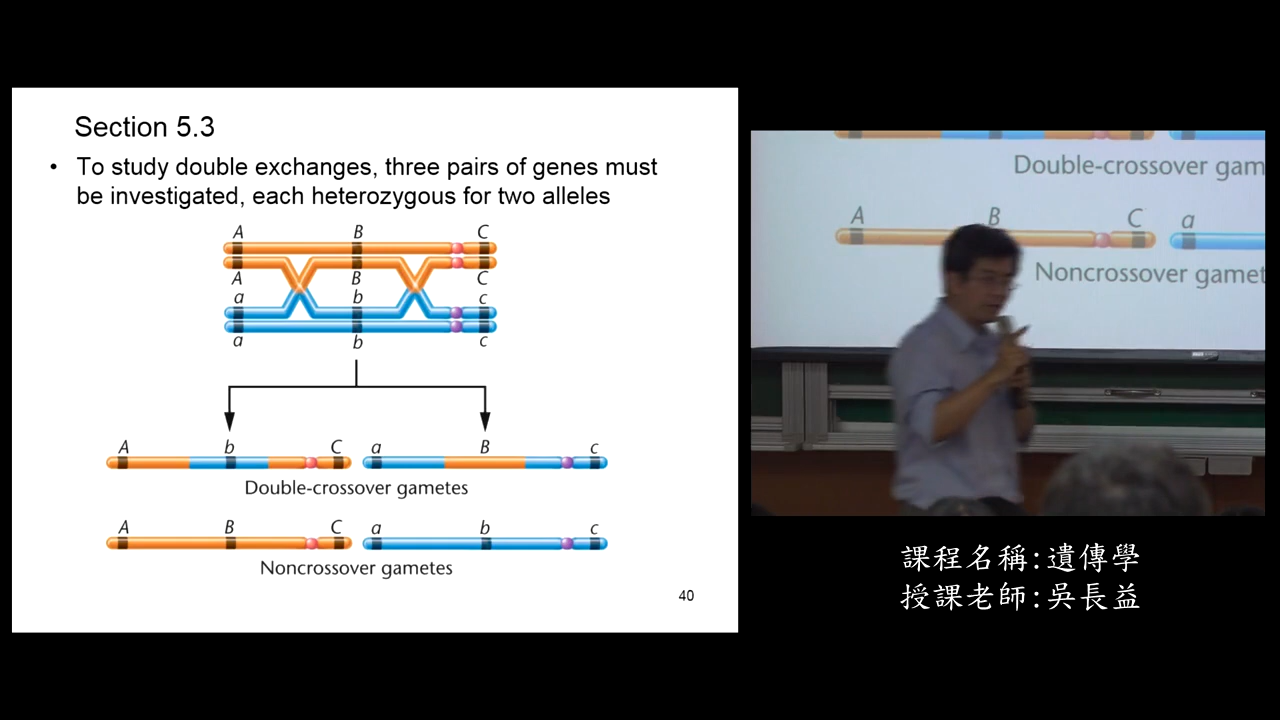 Section 5.3
• To study double exchanges, three pairs of genes must
be investigated, each heterozygous for two alleles
A B C
A B C
a b c
a b c
A b C a B c
Double-crossover gametes
A B C a b c
Noncrossover gametes
40
Double-crossover gam
A B C a
Noncrossover gamet
課程名稱:遺傳學
授課老師:吳長益